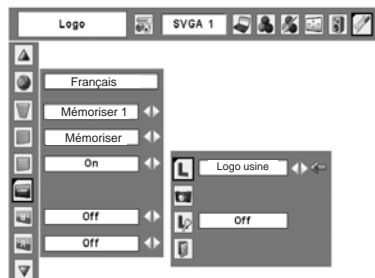 Logo
SVGA 1
Français
Mémoriser 1
Mémoriser
On
Logo usine
Off
Off
Off